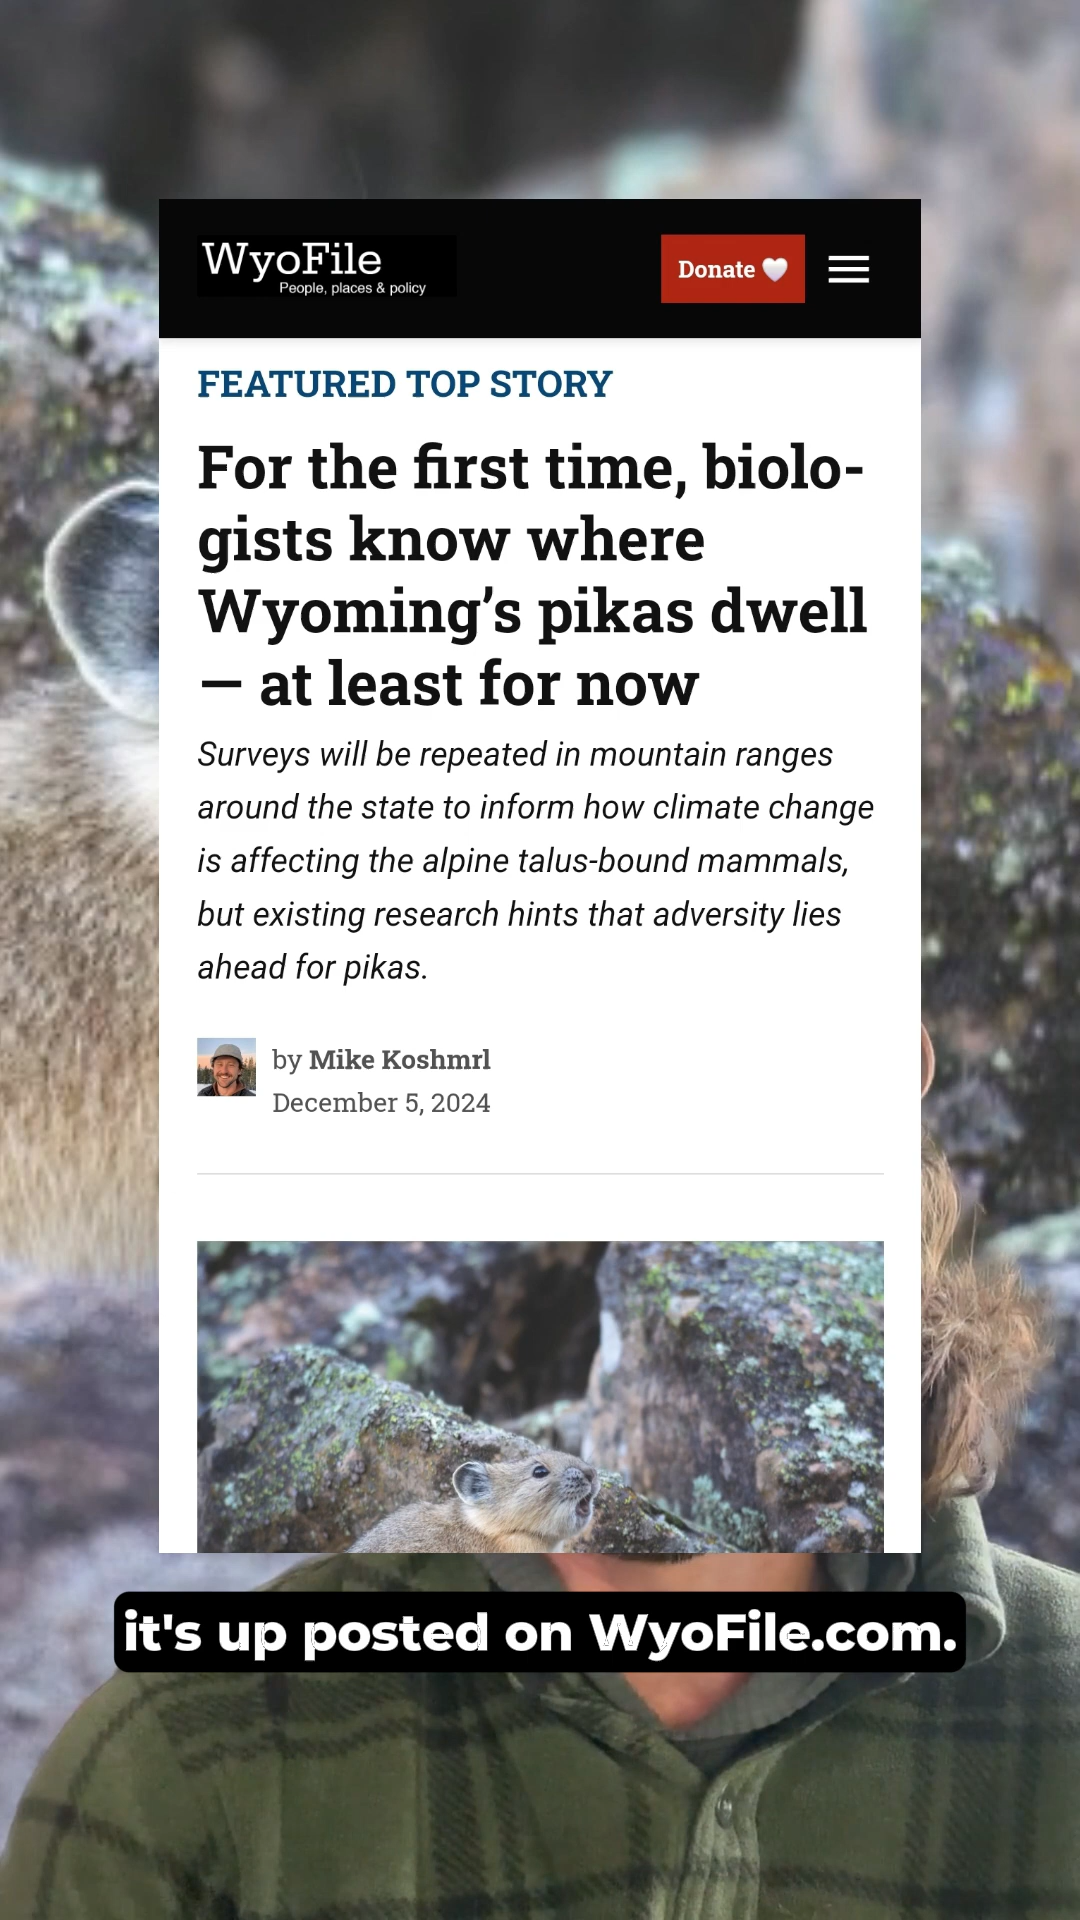 WyoFile
People, places & policy
Donate
FEATURED TOP STORY
For the first time, biolo-
gists know where
Wyoming’s pikas dwell
— at least for now
Surveys will be repeated in mountain ranges
around the state to inform how climate change
is affecting the alpine talus-bound mammals,
but existing research hints that adversity lies
ahead for pikas.
by Mike Koshmrl
December 5, 2024
it's up posted on WyoFile.com.